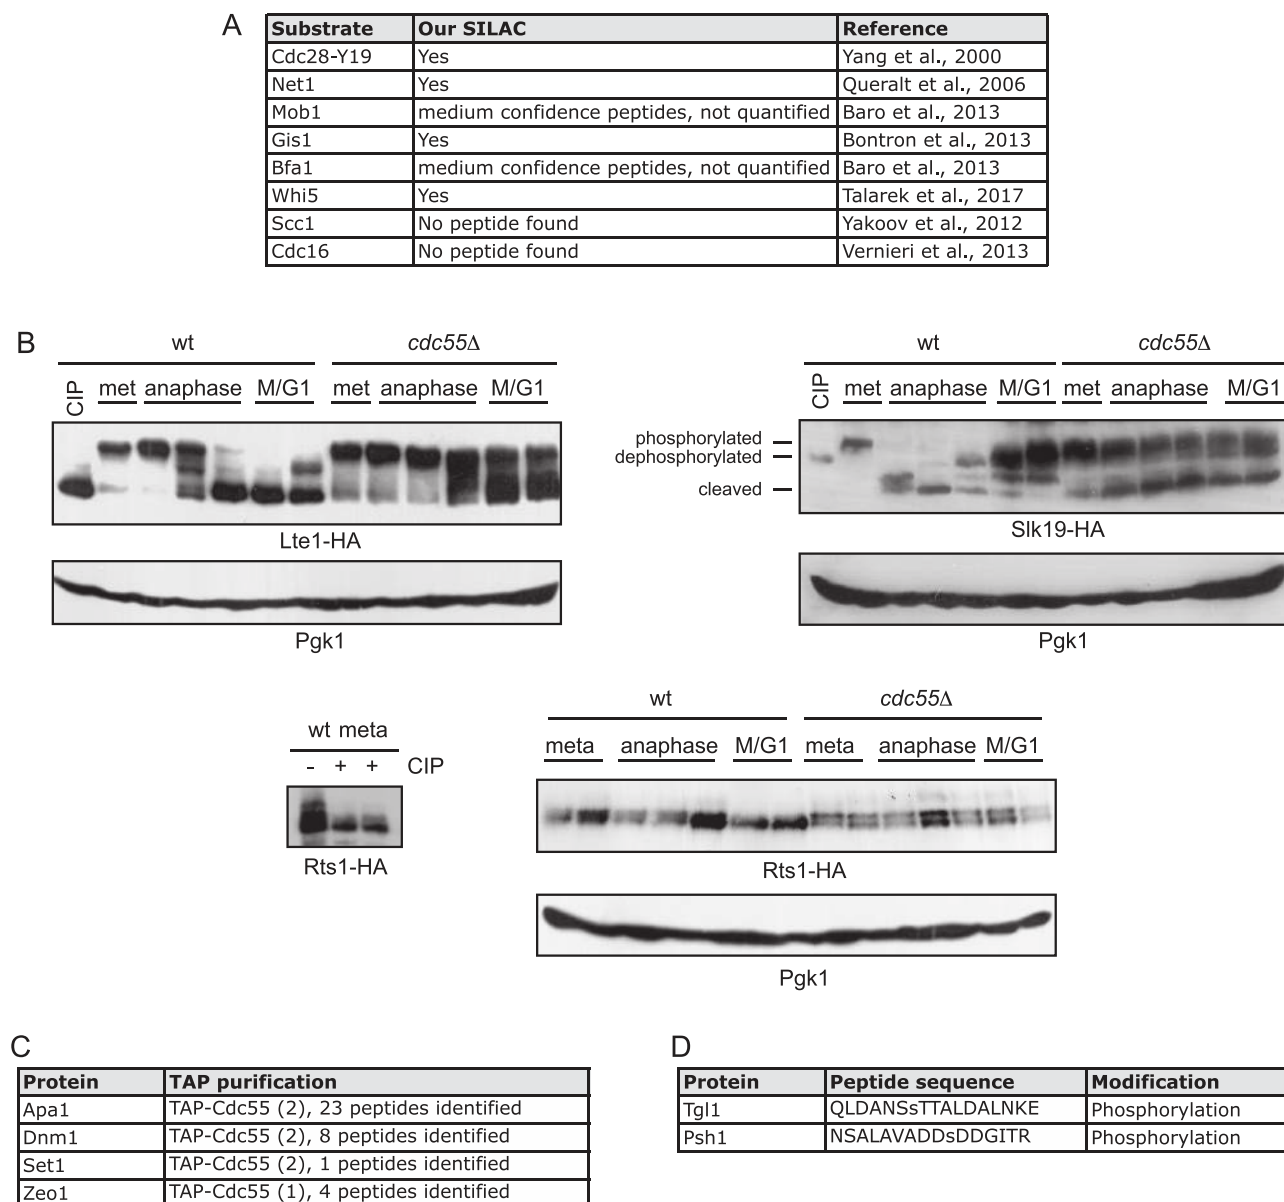 A
Substrate Our SILAC Reference
Cdc28-Y19 Yes Yang et al., 2000
Net1 Yes Queralt et al., 2006
Mob1 medium confidence peptides, not quantified Baro et al., 2013
Gis1 Yes Bontron et al., 2013
Bfa1 medium confidence peptides, not quantified Baro et al., 2013
Whi5 Yes Talarek et al., 2017
Scc1 No peptide found Yakoov et al., 2012
Cdc16 No peptide found Vernieri et al., 2013
B
wt cdc55Δ
CIP met anaphase M/G1 met anaphase M/G1
Lte1-HA
Pgk1
wt cdc55Δ
CIP met anaphase M/G1 met anaphase M/G1
phosphorylated
dephosphorylated
cleaved
Slk19-HA
Pgk1
wt meta
- + + CIP
Rts1-HA
wt cdc55Δ
meta anaphase M/G1 meta anaphase M/G1
Rts1-HA
Pgk1
C
Protein TAP purification
Apa1 TAP-Cdc55 (2), 23 peptides identified
Dnm1 TAP-Cdc55 (2), 8 peptides identified
Set1 TAP-Cdc55 (2), 1 peptides identified
Zeo1 TAP-Cdc55 (1), 4 peptides identified
D
Protein Peptide sequence Modification
Tgl1 QLDANSsTTALDALNKE Phosphorylation
Psh1 NSALAVADDsDDGITR Phosphorylation